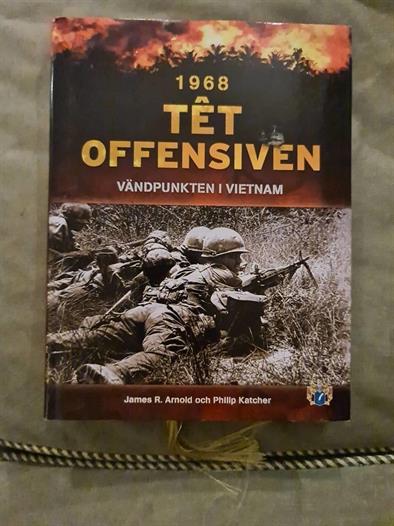 1968
TÊT
OFFENSIVEN
VÄNDPUNKTEN I VIETNAM
James R. Arnold och Philip Katcher